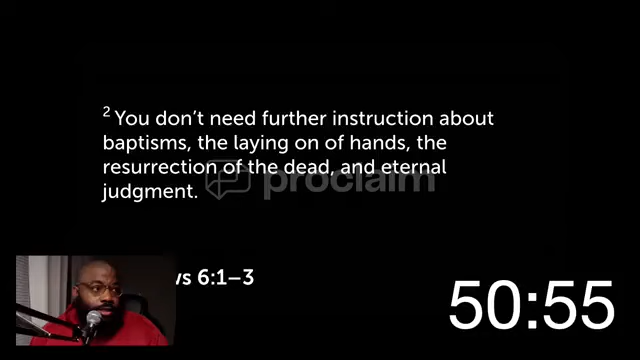 ² You don’t need further instruction about
baptisms, the laying on of hands, the
resurrection of the dead, and eternal
judgment.
proclaim
6:1–3
50:55